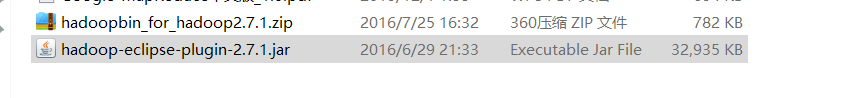 hadoopbin_for_hadoop2.7.1.zip 2016/7/25 16:32 360压缩 ZIP 文件 782 KB
hadoop-eclipse-plugin-2.7.1.jar 2016/6/29 21:33 Executable Jar File 32,935 KB